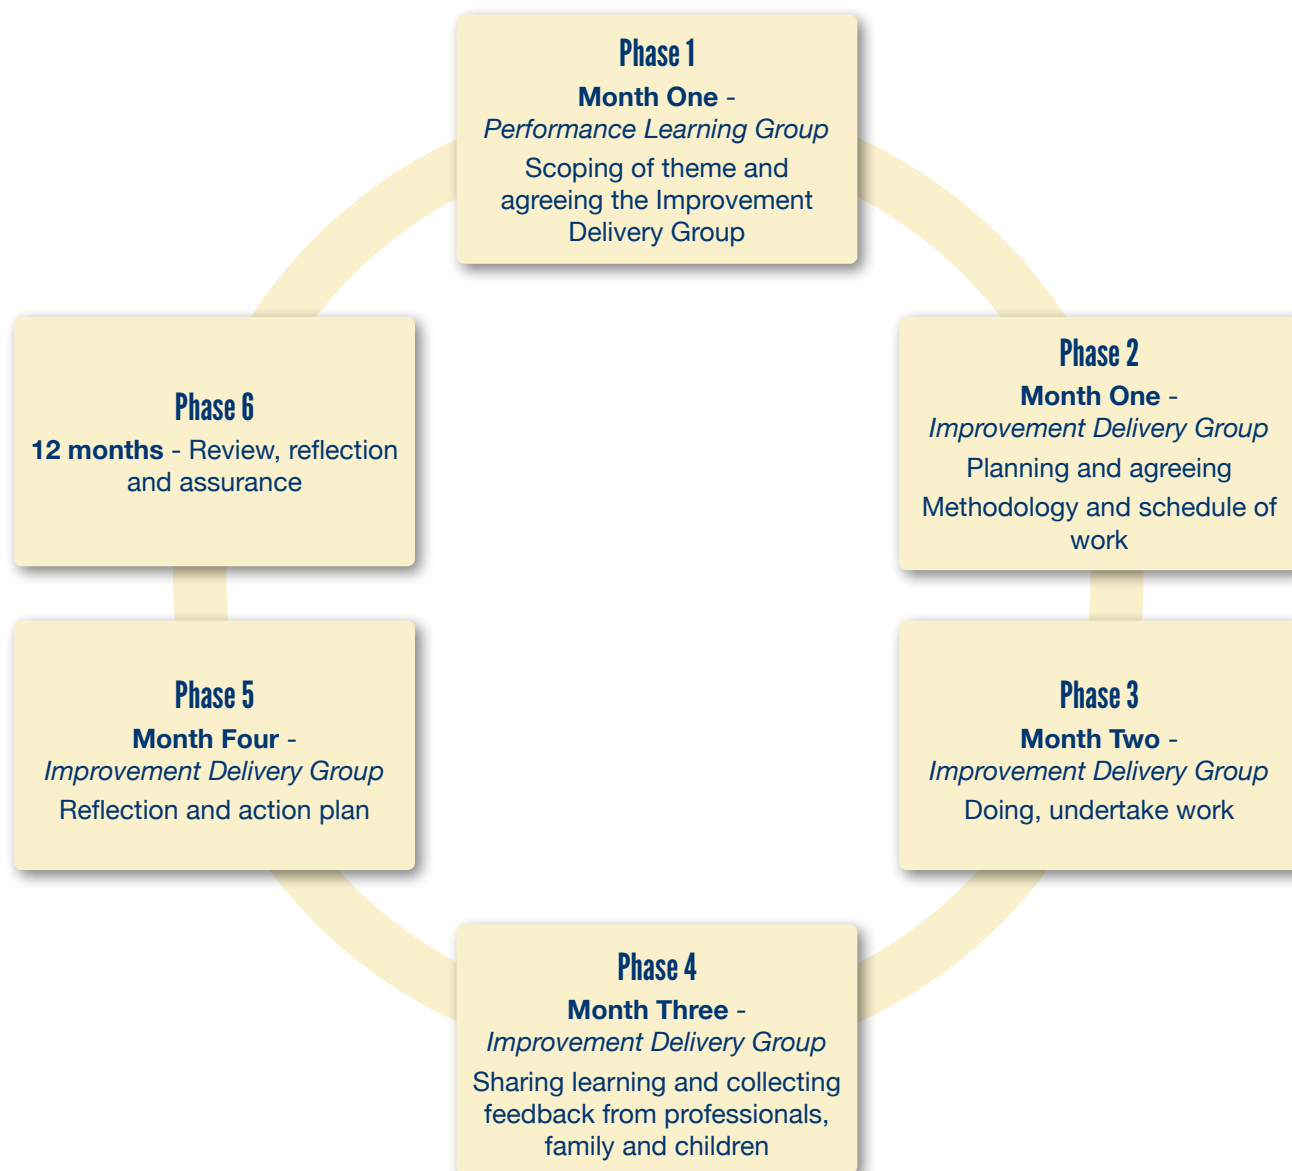 Phase 1
Month One -
Performance Learning Group
Scoping of theme and
agreeing the Improvement
Delivery Group
Phase 2
Month One -
Improvement Delivery Group
Planning and agreeing
Methodology and schedule of
work
Phase 3
Month Two -
Improvement Delivery Group
Doing, undertake work
Phase 4
Month Three -
Improvement Delivery Group
Sharing learning and collecting
feedback from professionals,
family and children
Phase 5
Month Four -
Improvement Delivery Group
Reflection and action plan
Phase 6
12 months - Review, reflection
and assurance